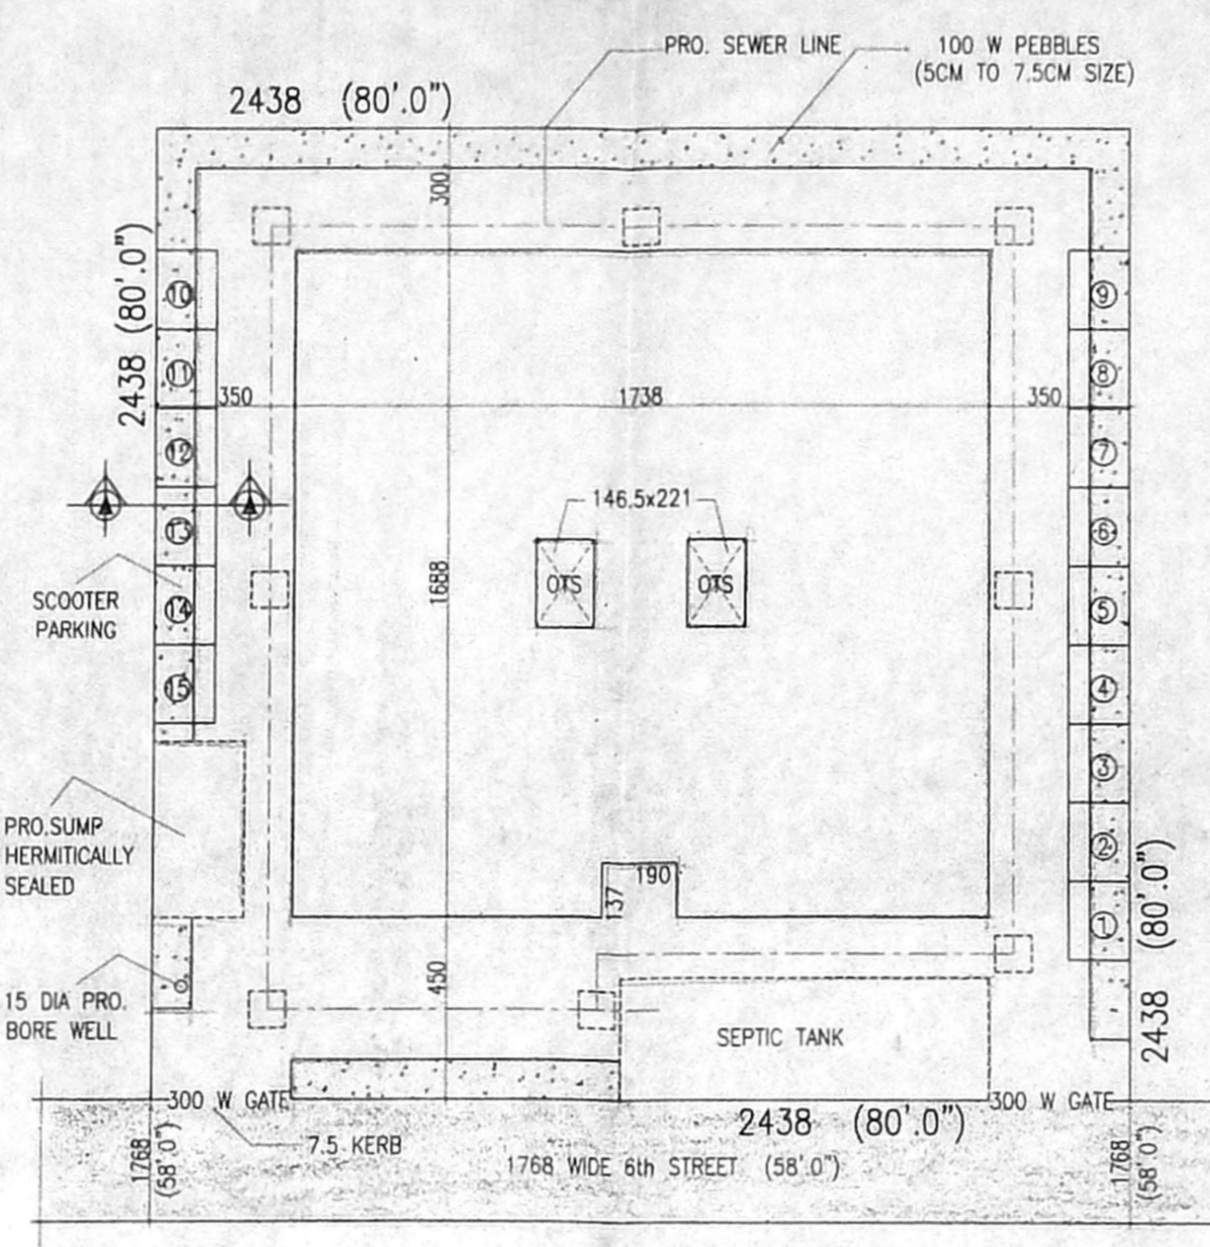 PRO. SEWER LINE
100 W PEBBLES
(5CM TO 7.5CM SIZE)
2438 (80'.0")
300
2438 (80'.0")
10
9
11
8
350
1738
350
12
7
146.5x221
13
6
OTS
OTS
1688
SCOOTER
PARKING
14
5
15
4
3
PRO.SUMP
HERMITICALLY
SEALED
2
190
137
1
2438 (80'.0")
450
15 DIA PRO.
BORE WELL
SEPTIC TANK
300 W GATE
300 W GATE
2438 (80'.0")
7.5 KERB
1768
(58'.0")
1768 WIDE 6th STREET (58'.0")
1768
(58'.0")